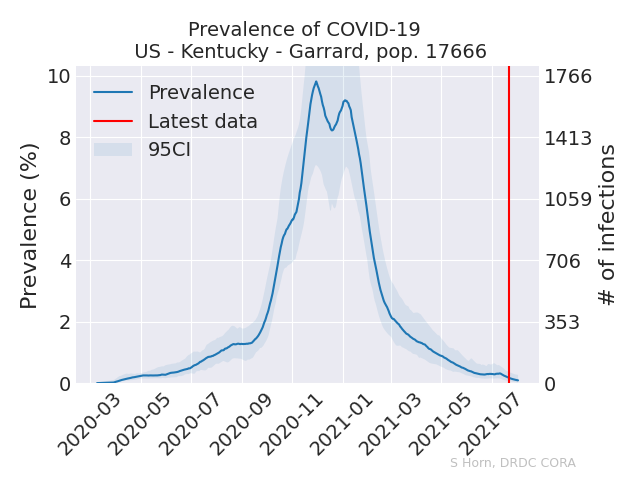 Prevalence of COVID-19
US - Kentucky - Garrard, pop. 17666
Prevalence (%)
10
8
6
4
2
0
Prevalence
Latest data
95CI
1766
1413
1059
706
353
0
# of infections
2020-03
2020-05
2020-07
2020-09
2020-11
2021-01
2021-03
2021-05
2021-07
S Horn, DRDC CORA